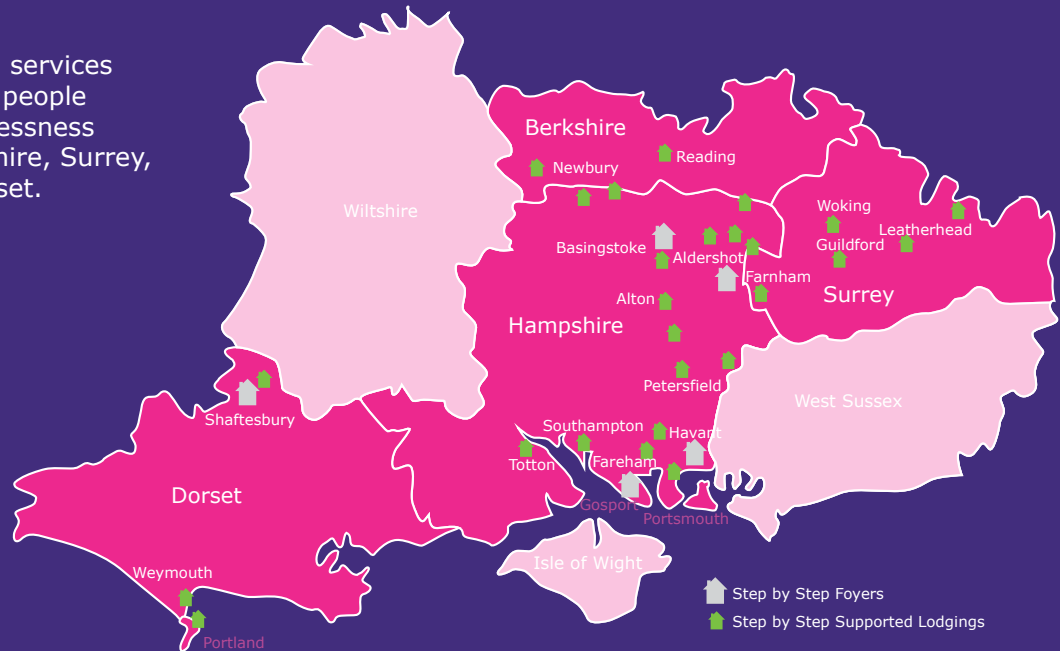 services
people
essness
hire, Surrey,
set.
Berkshire
Newbury
Reading
Wiltshire
Woking
Leatherhead
Guildford
Basingstoke
Aldershot
Farnham
Surrey
Alton
Hampshire
Petersfield
West Sussex
Shaftesbury
Southampton
Havant
Totton
Fareham
Dorset
Gosport
Portsmouth
Isle of Wight
Weymouth
Portland
Step by Step Foyers
Step by Step Supported Lodgings